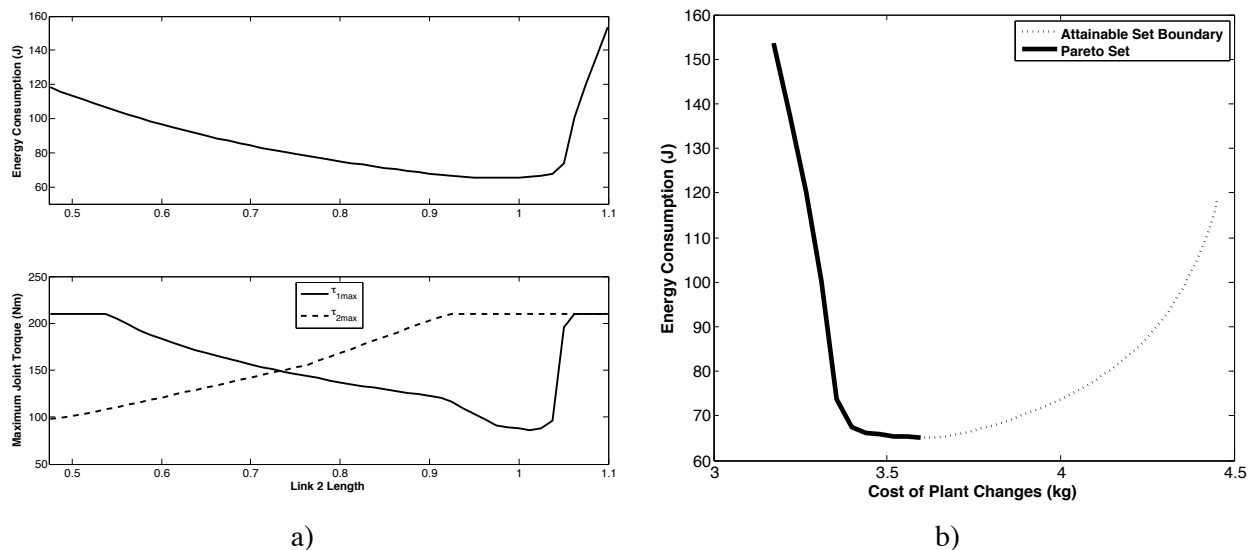 160
140
120
100
80
60
Energy Consumption (J)
0.5 0.6 0.7 0.8 0.9 1 1.1
250
200
150
100
50
Maximum Joint Torque (Nm)
τ1max
τ2max
0.5 0.6 0.7 0.8 0.9 1 1.1
Link 2 Length
a)
160
150
140
130
120
110
100
90
80
70
60
Energy Consumption (J)
Attainable Set Boundary
Pareto Set
3 3.5 4 4.5
Cost of Plant Changes (kg)
b)